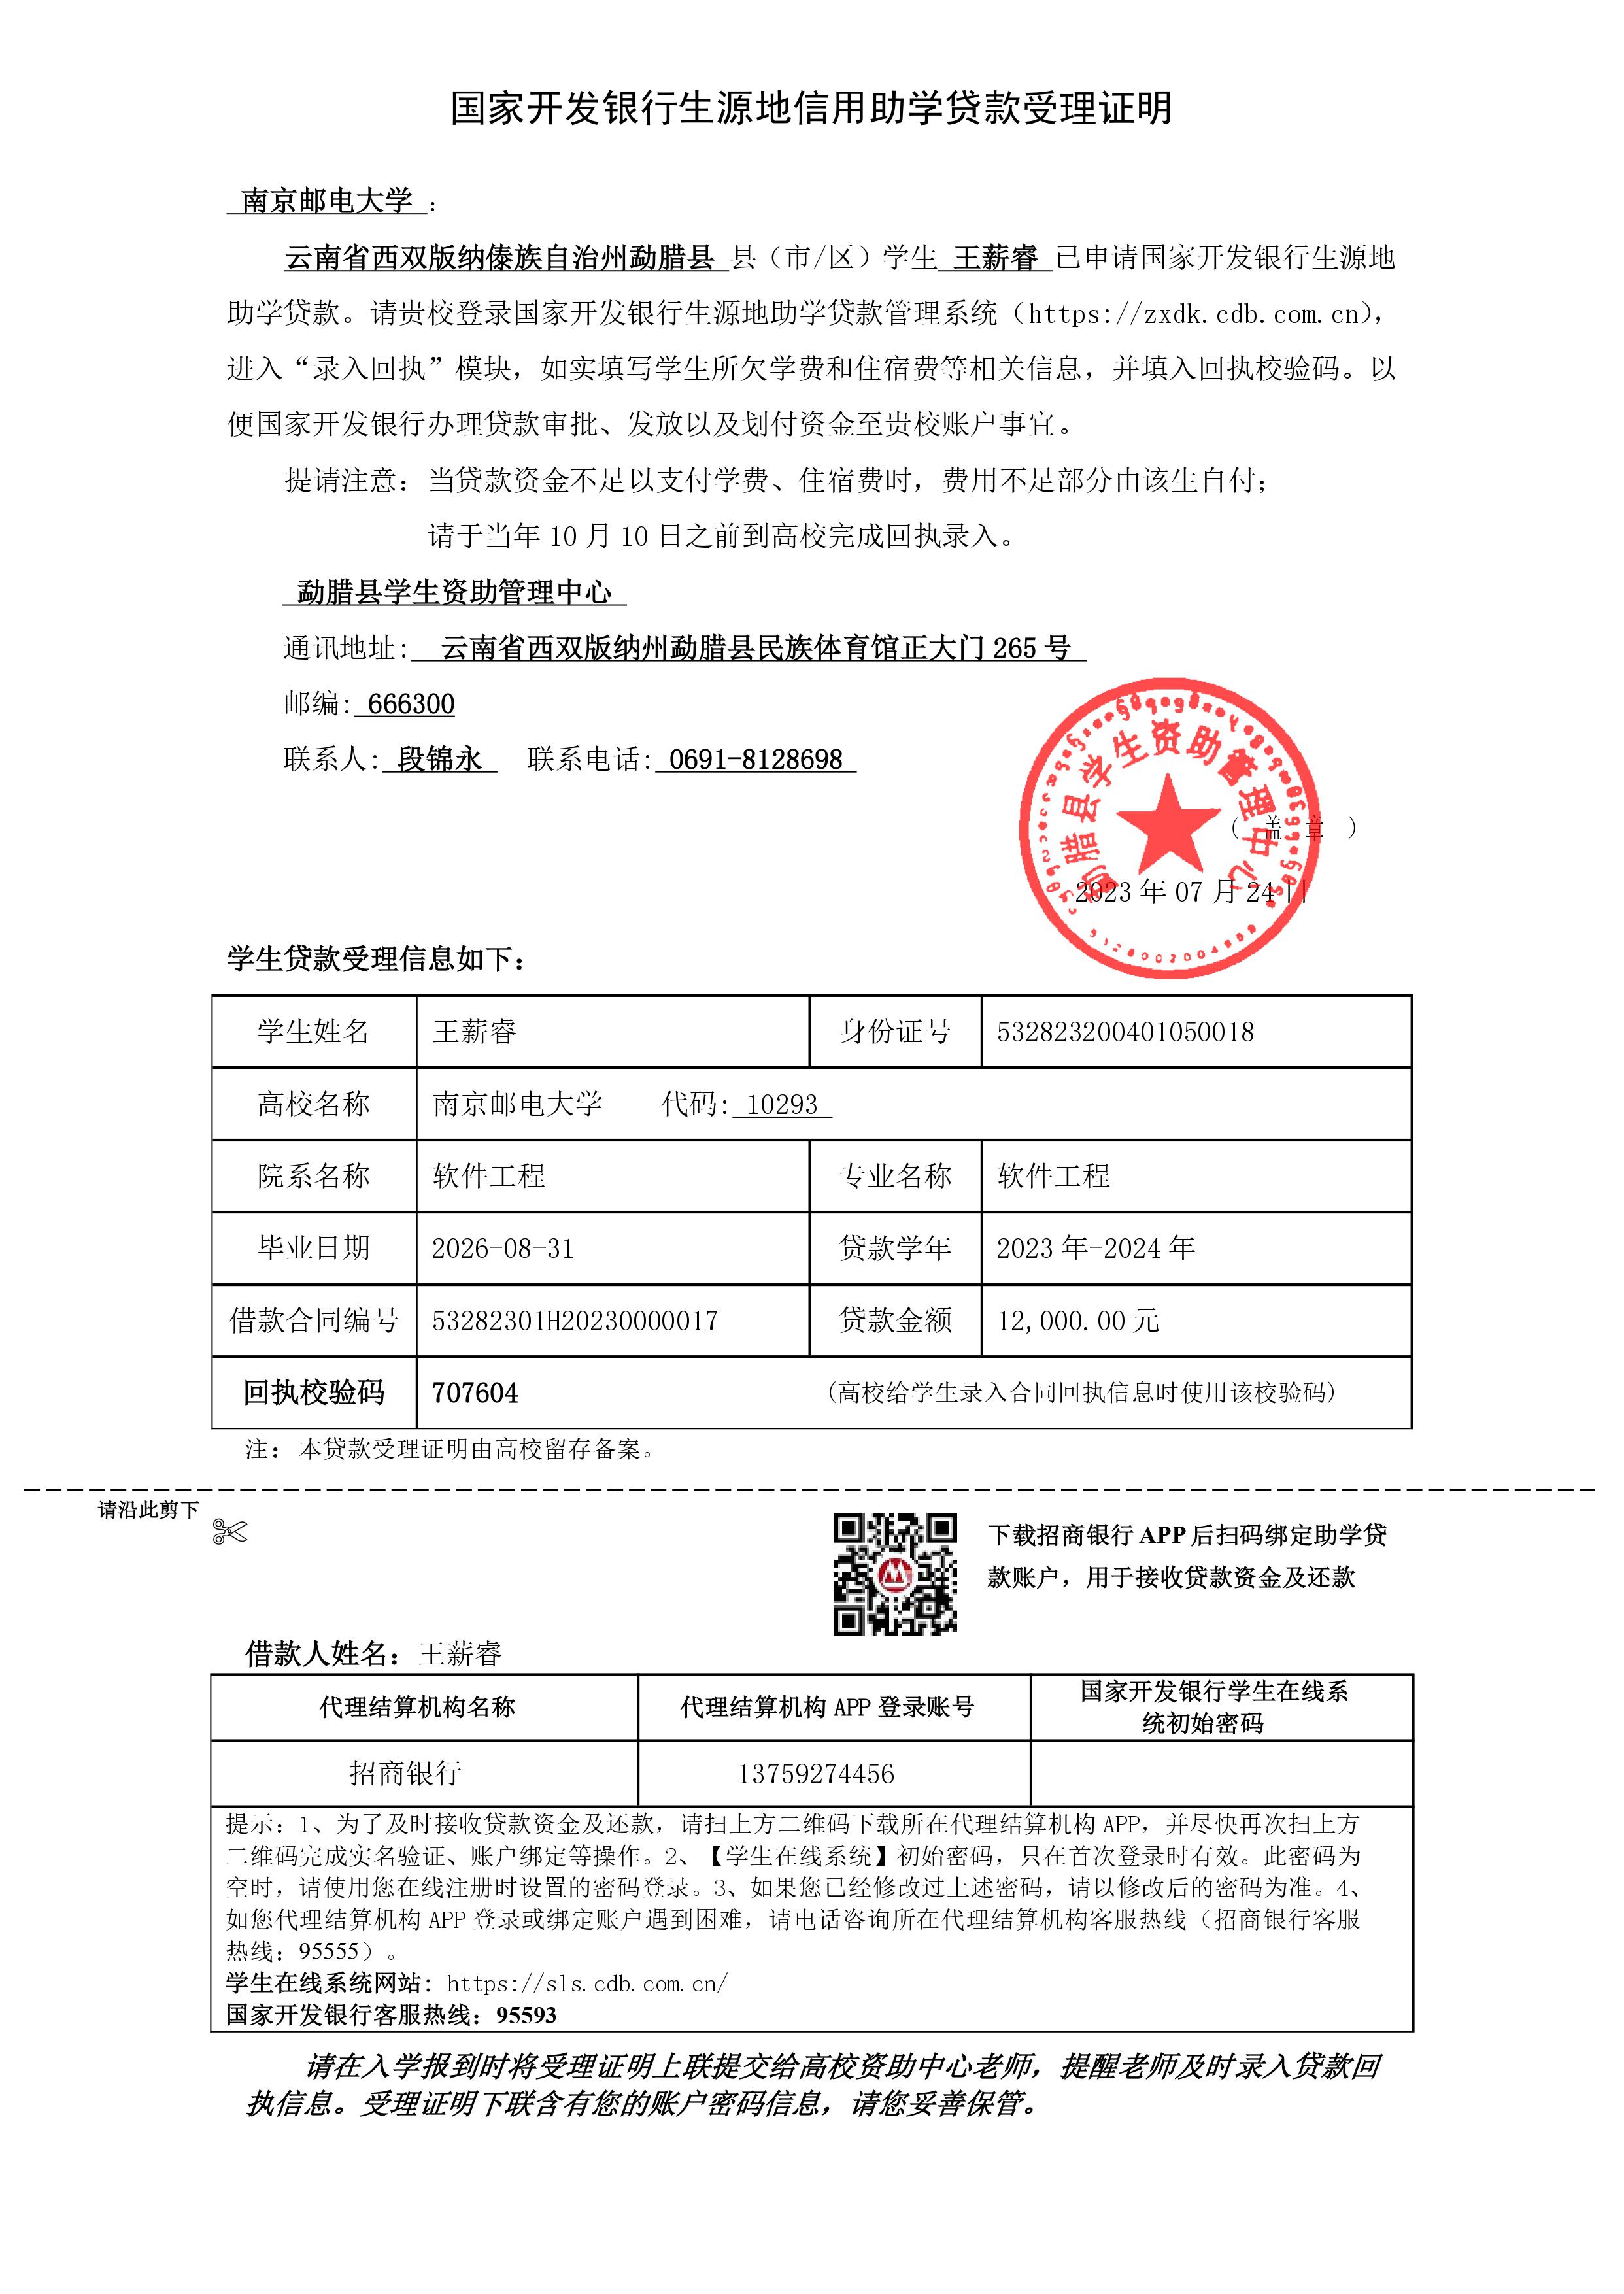 国家开发银行生源地信用助学贷款受理证明
南京邮电大学 ：
云南省西双版纳傣族自治州勐腊县 县（市/区）学生 王薪睿 已申请国家开发银行生源地
助学贷款。请贵校登录国家开发银行生源地助学贷款管理系统（https://zxdk.cdb.com.cn），
进入“录入回执”模块，如实填写学生所欠学费和住宿费等相关信息，并填入回执校验码。以
便国家开发银行办理贷款审批、发放以及划付资金至贵校账户事宜。
提请注意：当贷款资金不足以支付学费、住宿费时，费用不足部分由该生自付；
请于当年 10 月 10 日之前到高校完成回执录入。
勐腊县学生资助管理中心
通讯地址： 云南省西双版纳州勐腊县民族体育馆正大门 265 号
邮编: 666300
联系人: 段锦永 联系电话: 0691-8128698
勐腊县学生资助管理中心
（ 盖 章 ）
2023 年 07 月 24 日
学生贷款受理信息如下：
学生姓名 王薪睿 身份证号 532823200401050018
高校名称 南京邮电大学 代码: 10293
院系名称 软件工程 专业名称 软件工程
毕业日期 2026-08-31 贷款学年 2023 年-2024 年
借款合同编号 53282301H20230000017 贷款金额 12,000.00 元
回执校验码 707604 (高校给学生录入合同回执信息时使用该校验码)
注：本贷款受理证明由高校留存备案。
请沿此剪下
下载招商银行 APP 后扫码绑定助学贷
款账户，用于接收贷款资金及还款
借款人姓名：王薪睿
代理结算机构名称 代理结算机构 APP 登录账号 国家开发银行学生在线系
统初始密码
招商银行 13759274456
提示：1、为了及时接收贷款资金及还款，请扫上方二维码下载所在代理结算机构 APP，并尽快再次扫上方
二维码完成实名验证、账户绑定等操作。2、【学生在线系统】初始密码，只在首次登录时有效。此密码为
空时，请使用您在线注册时设置的密码登录。3、如果您已经修改过上述密码，请以修改后的密码为准。4、
如您代理结算机构 APP 登录或绑定账户遇到困难，请电话咨询所在代理结算机构客服热线（招商银行客服
热线：95555）。
学生在线系统网站：https://sls.cdb.com.cn/
国家开发银行客服热线：95593
请在入学报到时将受理证明上联提交给高校资助中心老师，提醒老师及时录入贷款回
执信息。受理证明下联含有您的账户密码信息，请您妥善保管。